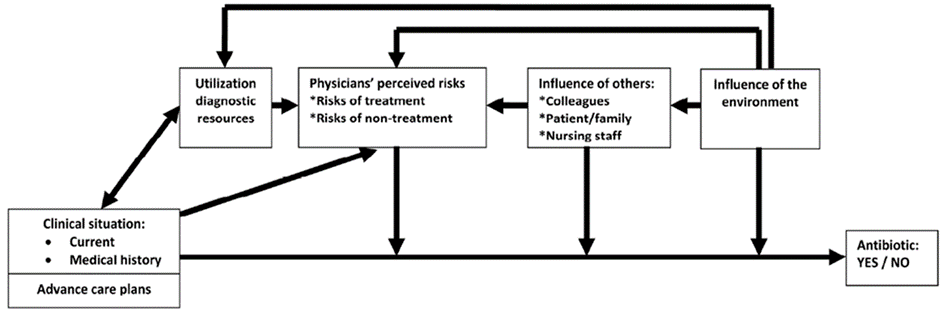 Utilization
diagnostic
resources
Physicians' perceived risks
*Risks of treatment
*Risks of non-treatment
Influence of others:
*Colleagues
*Patient/family
*Nursing staff
Influence of the
environment
Clinical situation:
• Current
• Medical history
Advance care plans
Antibiotic:
YES / NO